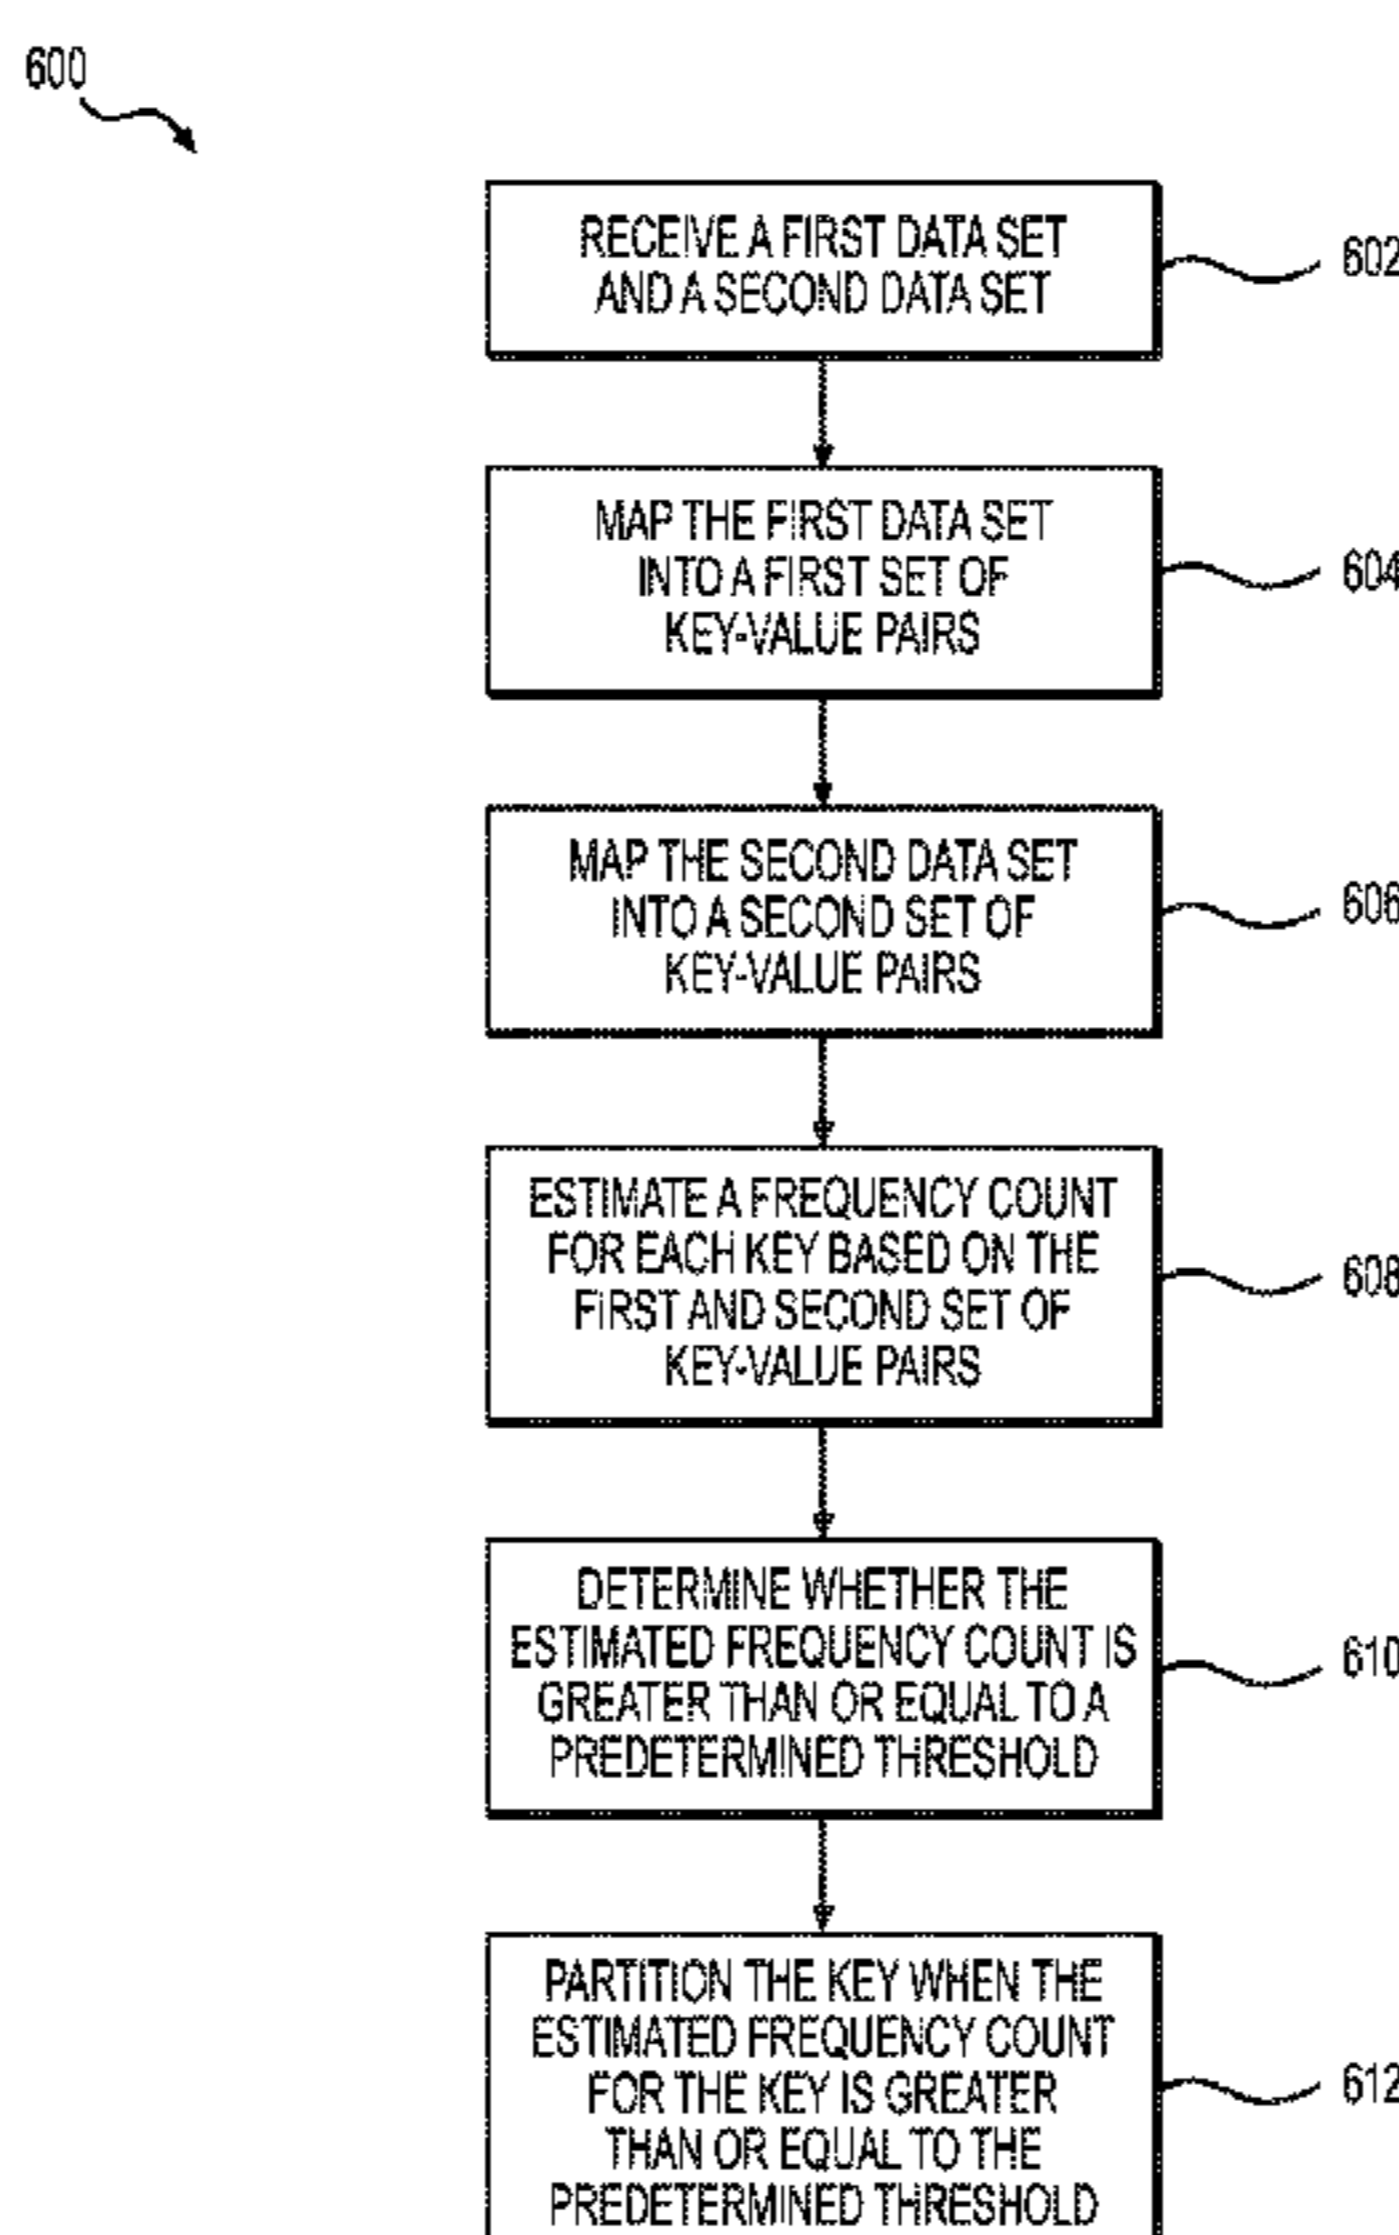 600
RECEIVE A FIRST DATA SET
AND A SECOND DATA SET
602
MAP THE FIRST DATA SET
INTO A FIRST SET OF
KEY-VALUE PAIRS
604
MAP THE SECOND DATA SET
INTO A SECOND SET OF
KEY-VALUE PAIRS
606
ESTIMATE A FREQUENCY COUNT
FOR EACH KEY BASED ON THE
FIRST AND SECOND SET OF
KEY-VALUE PAIRS
608
DETERMINE WHETHER THE
ESTIMATED FREQUENCY COUNT IS
GREATER THAN OR EQUAL TO A
PREDETERMINED THRESHOLD
610
PARTITION THE KEY WHEN THE
ESTIMATED FREQUENCY COUNT
FOR THE KEY IS GREATER
THAN OR EQUAL TO THE
PREDETERMINED THRESHOLD
612